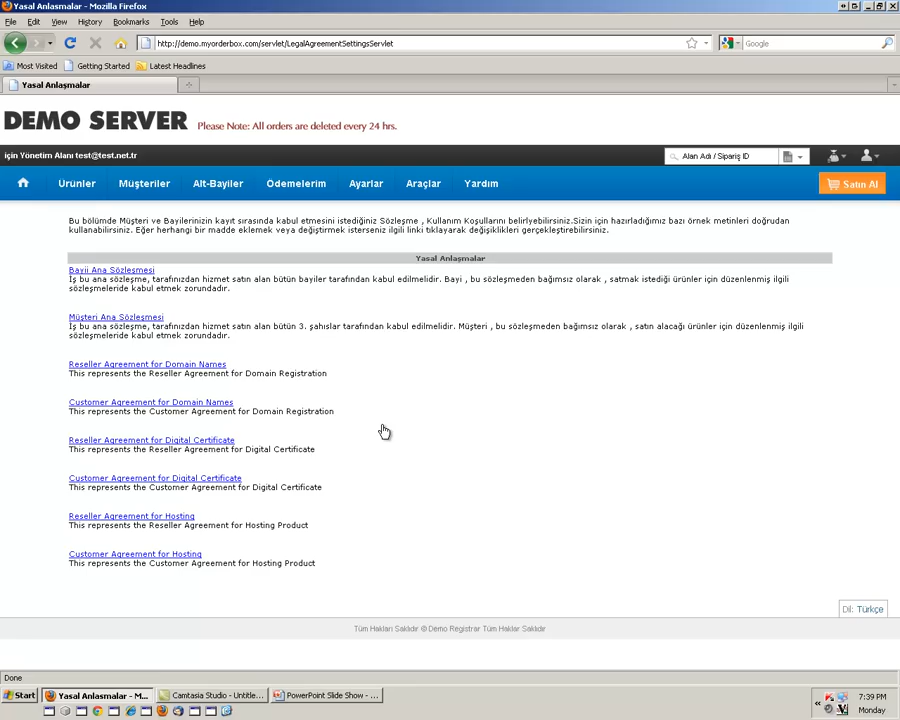 Yasal Anlasmalar - Mozilla Firefox
File Edit View History Bookmarks Tools Help
http://demo.myorderbox.com/servlet/LegalAgreementSettingsServlet
Google
Most Visited Getting Started Latest Headlines
Yasal Anlaşmalar
DEMO SERVER Please Note: All orders are deleted every 24 hrs.
için Yönetim Alanı test@test.net.tr
Alan Adı / Sipariş ID
Ürünler Müşteriler Alt-Bayiler Ödemelerim Ayarlar Araçlar Yardım
Satın Al
Bu bölümde Müşteri ve Bayilerinizin kayıt sırasında kabul etmesini istediğiniz Sözleşme , Kullanım Koşullarını belirlyebilirsiniz.Sizin için hazırladığımız bazı örnek metinleri doğrudan
kullanabilirsiniz. Eğer herhangi bir madde eklemek veya değiştirmek isterseniz ilgili linki tıklayarak değişiklikleri gerçekleştirebilirsiniz.
Yasal Anlaşmalar
Bayii Ana Sözleşmesi
İş bu ana sözleşme, tarafınızdan hizmet satın alan bütün bayiler tarafından kabul edilmelidir. Bayi , bu sözleşmeden bağımsız olarak , satmak istediği ürünler için düzenlenmiş ilgili
sözleşmeleride kabul etmek zorundadır.
Müşteri Ana Sözleşmesi
İş bu ana sözleşme, tarafınızdan hizmet satın alan bütün 3. şahıslar tarafından kabul edilmelidir. Müşteri , bu sözleşmeden bağımsız olarak , satın alacağı ürünler için düzenlenmiş ilgili
sözleşmeleride kabul etmek zorundadır.
Reseller Agreement for Domain Names
This represents the Reseller Agreement for Domain Registration
Customer Agreement for Domain Names
This represents the Customer Agreement for Domain Registration
Reseller Agreement for Digital Certificate
This represents the Reseller Agreement for Digital Certificate
Customer Agreement for Digital Certificate
This represents the Customer Agreement for Digital Certificate
Reseller Agreement for Hosting
This represents the Reseller Agreement for Hosting Product
Customer Agreement for Hosting
This represents the Customer Agreement for Hosting Product
Dil: Türkçe
Tüm Hakları Saklıdır © Demo Registrar Tüm Haklar Saklıdır
Done
Start Yasal Anlaşmalar - M... Camtasia Studio - Untitle... PowerPoint Slide Show - ...
7:39 PM
Monday